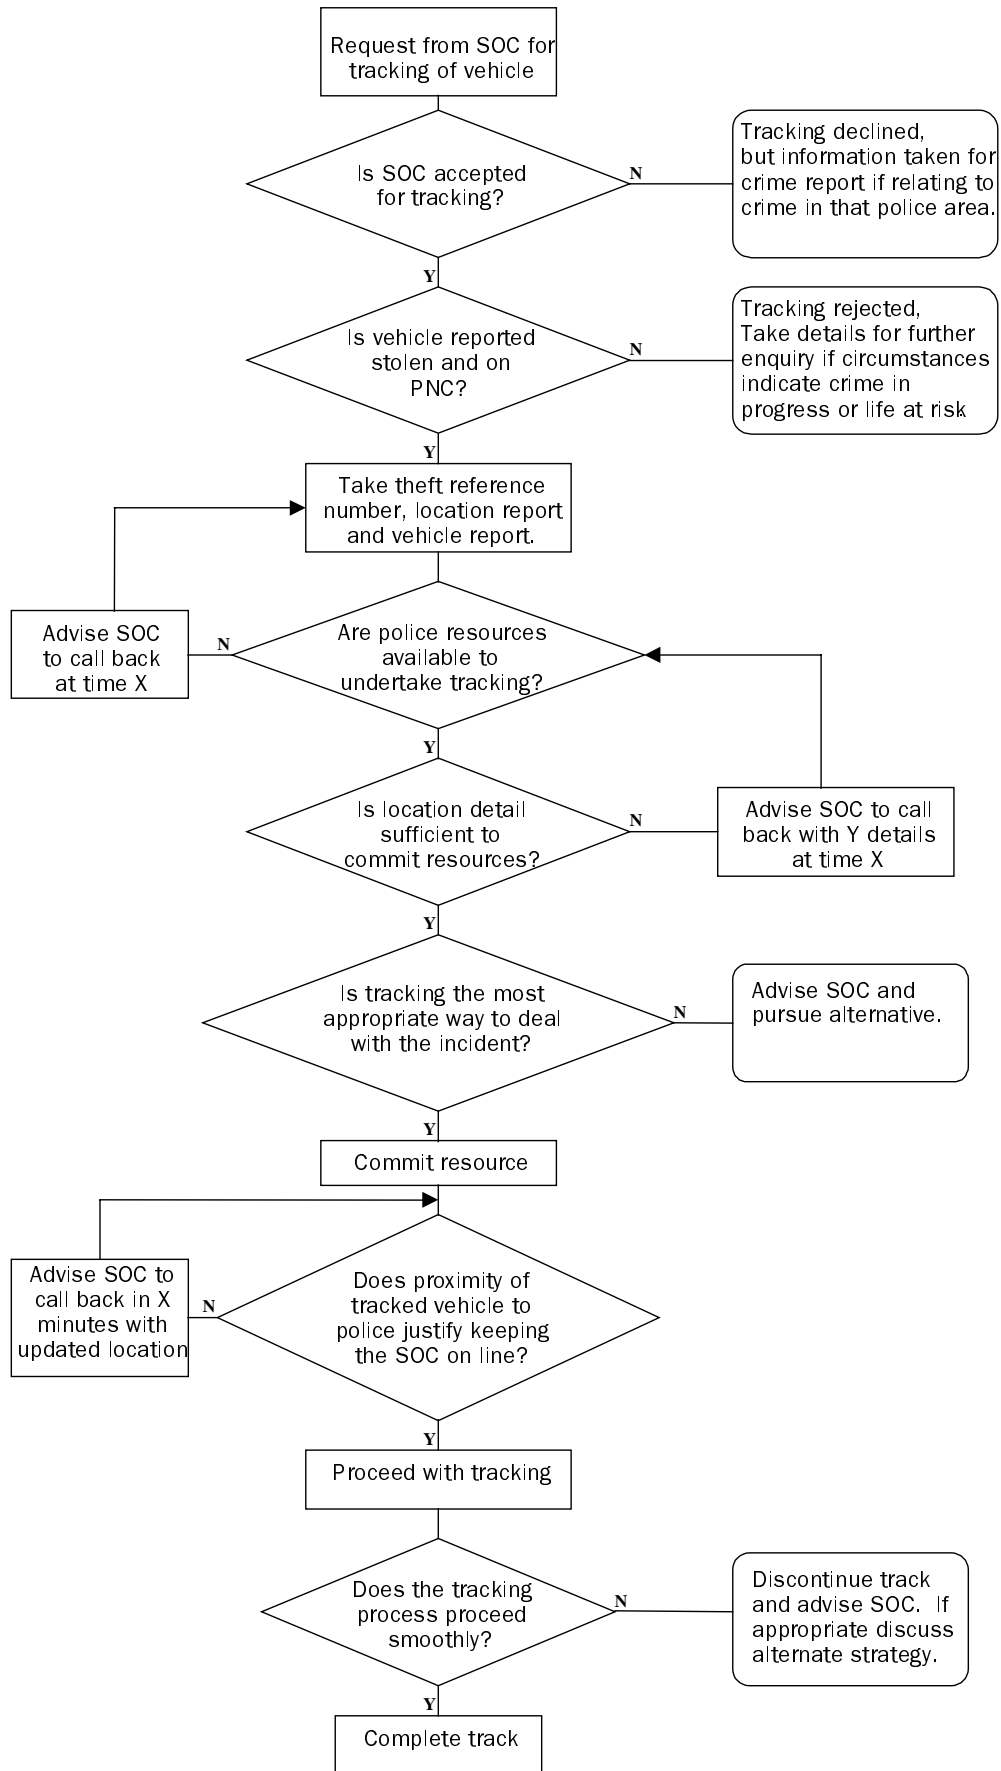 Request from SOC for
tracking of vehicle
Is SOC accepted
for tracking?
N
Tracking declined,
but information taken for
crime report if relating to
crime in that police area.
Y
Is vehicle reported
stolen and on
PNC?
N
Tracking rejected,
Take details for further
enquiry if circumstances
indicate crime in
progress or life at risk
Y
Take theft reference
number, location report
and vehicle report.
Are police resources
available to
undertake tracking?
N
Advise SOC
to call back
at time X
Y
Is location detail
sufficient to
commit resources?
N
Advise SOC to call
back with Y details
at time X
Y
Is tracking the most
appropriate way to deal
with the incident?
N
Advise SOC and
pursue alternative.
Y
Commit resource
Does proximity of
tracked vehicle to
police justify keeping
the SOC on line?
N
Advise SOC to
call back in X
minutes with
updated location
Y
Proceed with tracking
Does the tracking
process proceed
smoothly?
N
Discontinue track
and advise SOC.  If
appropriate discuss
alternate strategy.
Y
Complete track